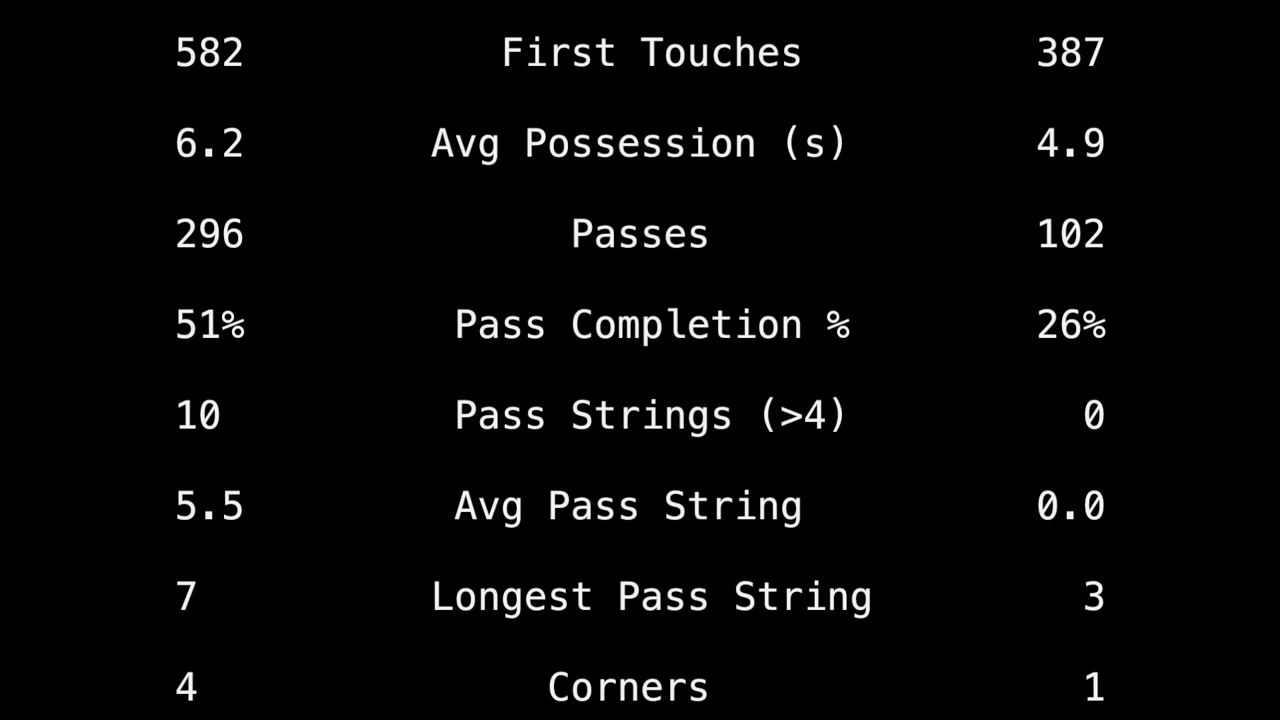 582 First Touches 387
6.2 Avg Possession (s) 4.9
296 Passes 102
51% Pass Completion % 26%
10 Pass Strings (>4) 0
5.5 Avg Pass String 0.0
7 Longest Pass String 3
4 Corners 1